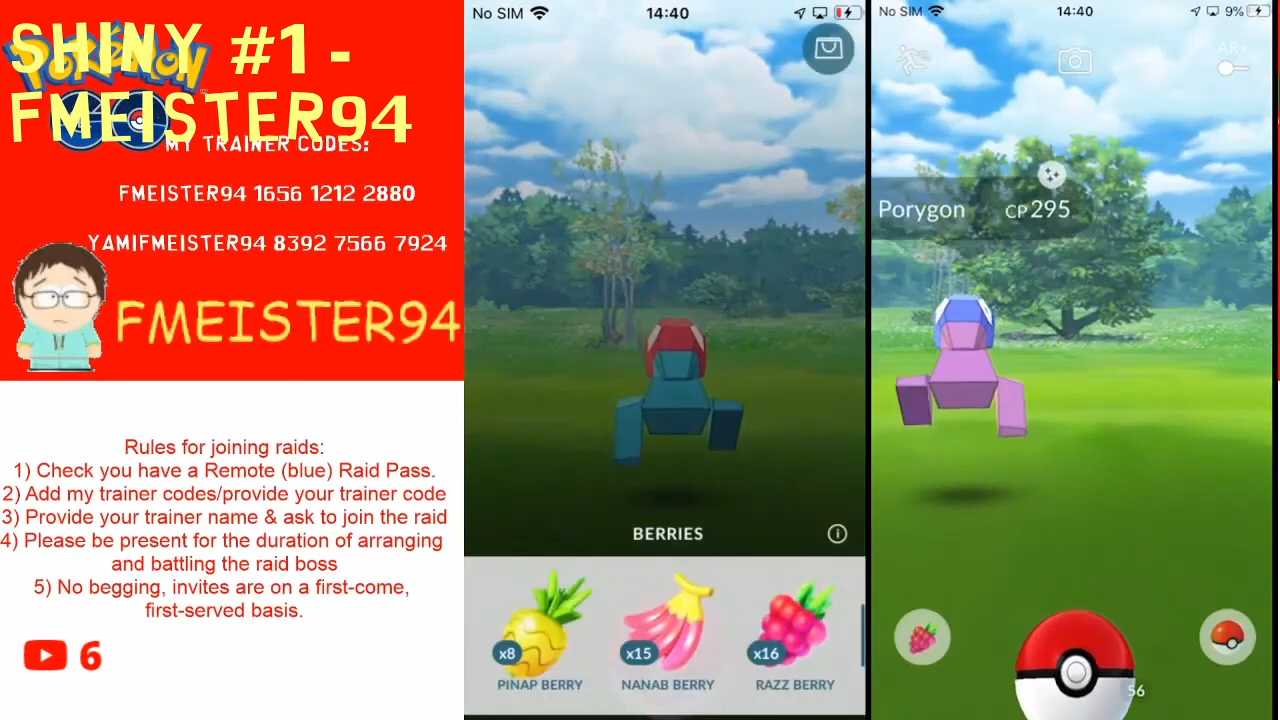 SHINY #1 -
FMEISTER94
POKÉMON
GO
MY TRAINER CODES:
FMEISTER94 1656 1212 2880
YAMIFMEISTER94 8392 7566 7924
FMEISTER94
Rules for joining raids:
1) Check you have a Remote (blue) Raid Pass.
2) Add my trainer codes/provide your trainer code
3) Provide your trainer name & ask to join the raid
4) Please be present for the duration of arranging
and battling the raid boss
5) No begging, invites are on a first-come,
first-served basis.
6
No SIM 14:40
BERRIES
x8 x15 x16
PINAP BERRY NANAB BERRY RAZZ BERRY
No SIM 14:40 9%
AR+
Porygon CP295
56